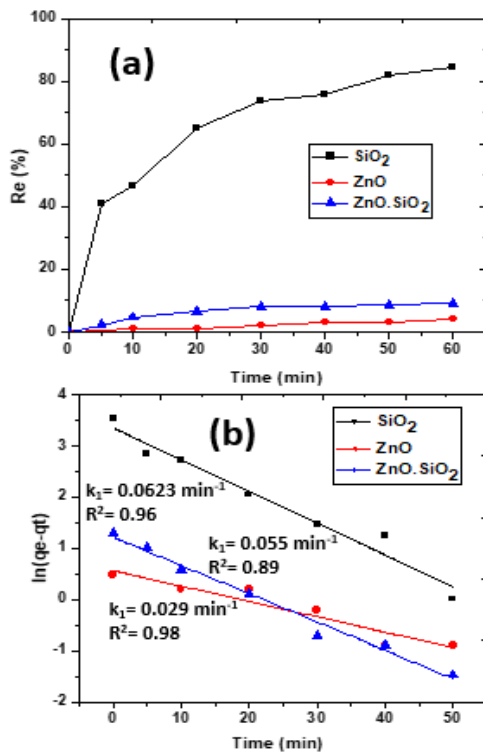 (a)
Re (%)
100
80
60
40
20
0
SiO₂
ZnO
ZnO.SiO₂
0 10 20 30 40 50 60
Time (min)
(b)
ln(qe-qt)
4
3
2
1
0
-1
-2
SiO₂
ZnO
ZnO.SiO₂
k₁= 0.0623 min⁻¹
R²= 0.96
k₁= 0.055 min⁻¹
R²= 0.89
k₁= 0.029 min⁻¹
R²= 0.98
0 10 20 30 40 50
Time (min)